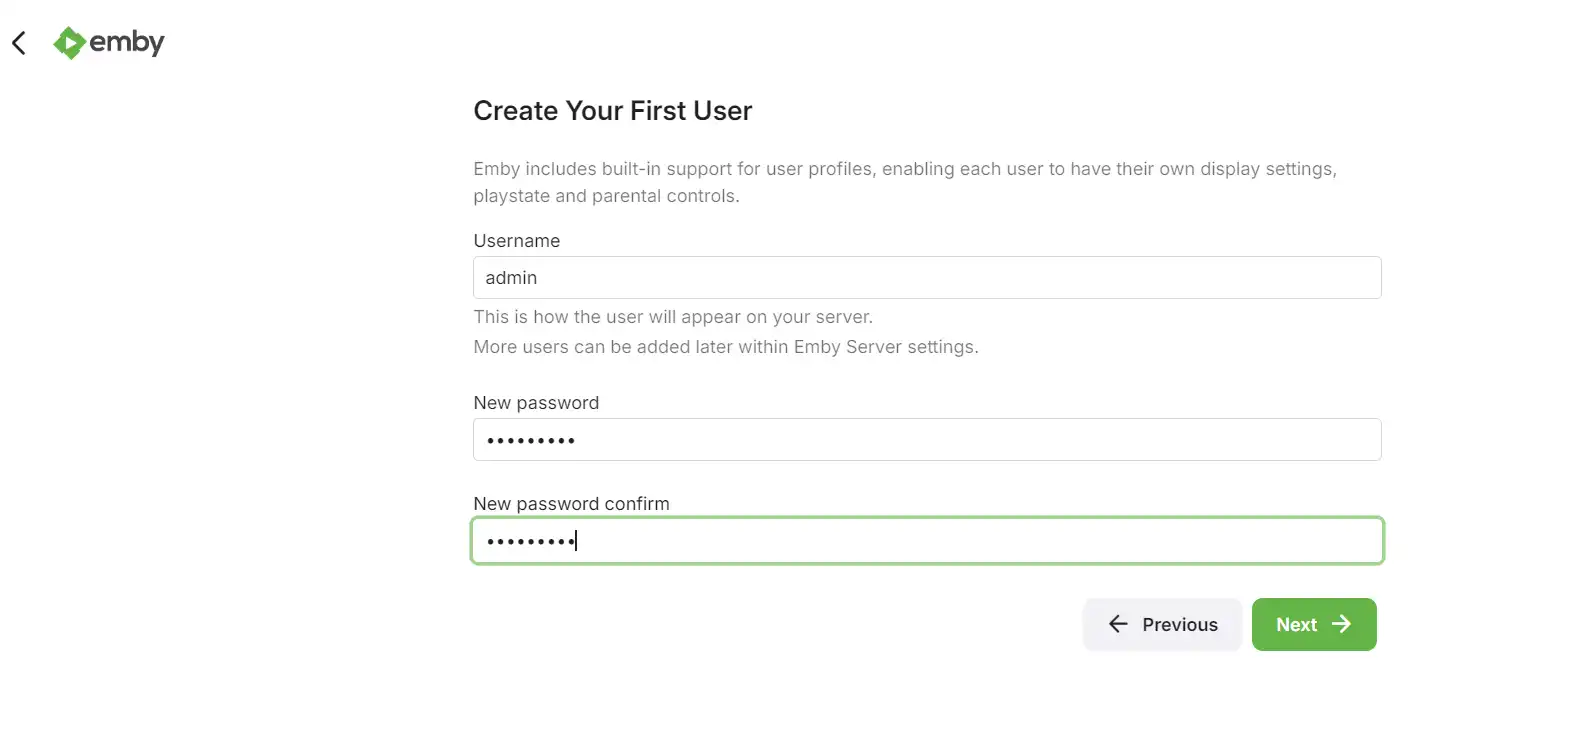 emby
Create Your First User
Emby includes built-in support for user profiles, enabling each user to have their own display settings,
playstate and parental controls.
Username
admin
This is how the user will appear on your server.
More users can be added later within Emby Server settings.
New password
•••••••••
New password confirm
•••••••••
Previous
Next